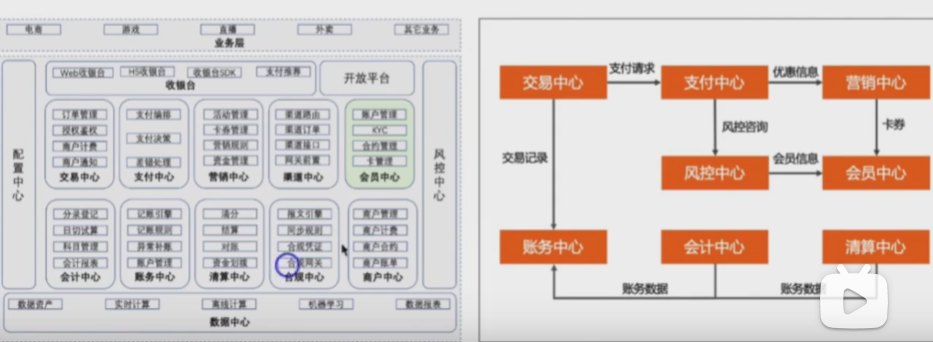 电商 游戏 直播 外卖 其它业务
业务层
配置中心
Web收银台 H5收银台 收银台SDK 支付推荐
收银台
开放平台
风控中心
订单管理
授权鉴权
商户计费
商户通知
交易中心
支付编排
支付决策
差错处理
支付中心
活动管理
卡券管理
营销规则
资金管理
营销中心
渠道路由
渠道订单
渠道接口
网关前置
渠道中心
账户管理
KYC
合约管理
卡管理
会员中心
分录登记
日切试算
科目管理
会计报表
会计中心
记账引擎
记账规则
异常补账
账户管理
账务中心
清分
结算
对账
资金划拨
清算中心
报文引擎
同步规则
合规凭证
合规网关
合规中心
商户管理
商户计费
商户合约
商户账单
商户中心
数据资产 实时计算 离线计算 机器学习 数据报表
数据中心
交易中心 支付请求 支付中心 优惠信息 营销中心
交易记录 风控咨询 卡券
风控中心 会员信息 会员中心
账务中心 会计中心 清算中心
账务数据 账务数据